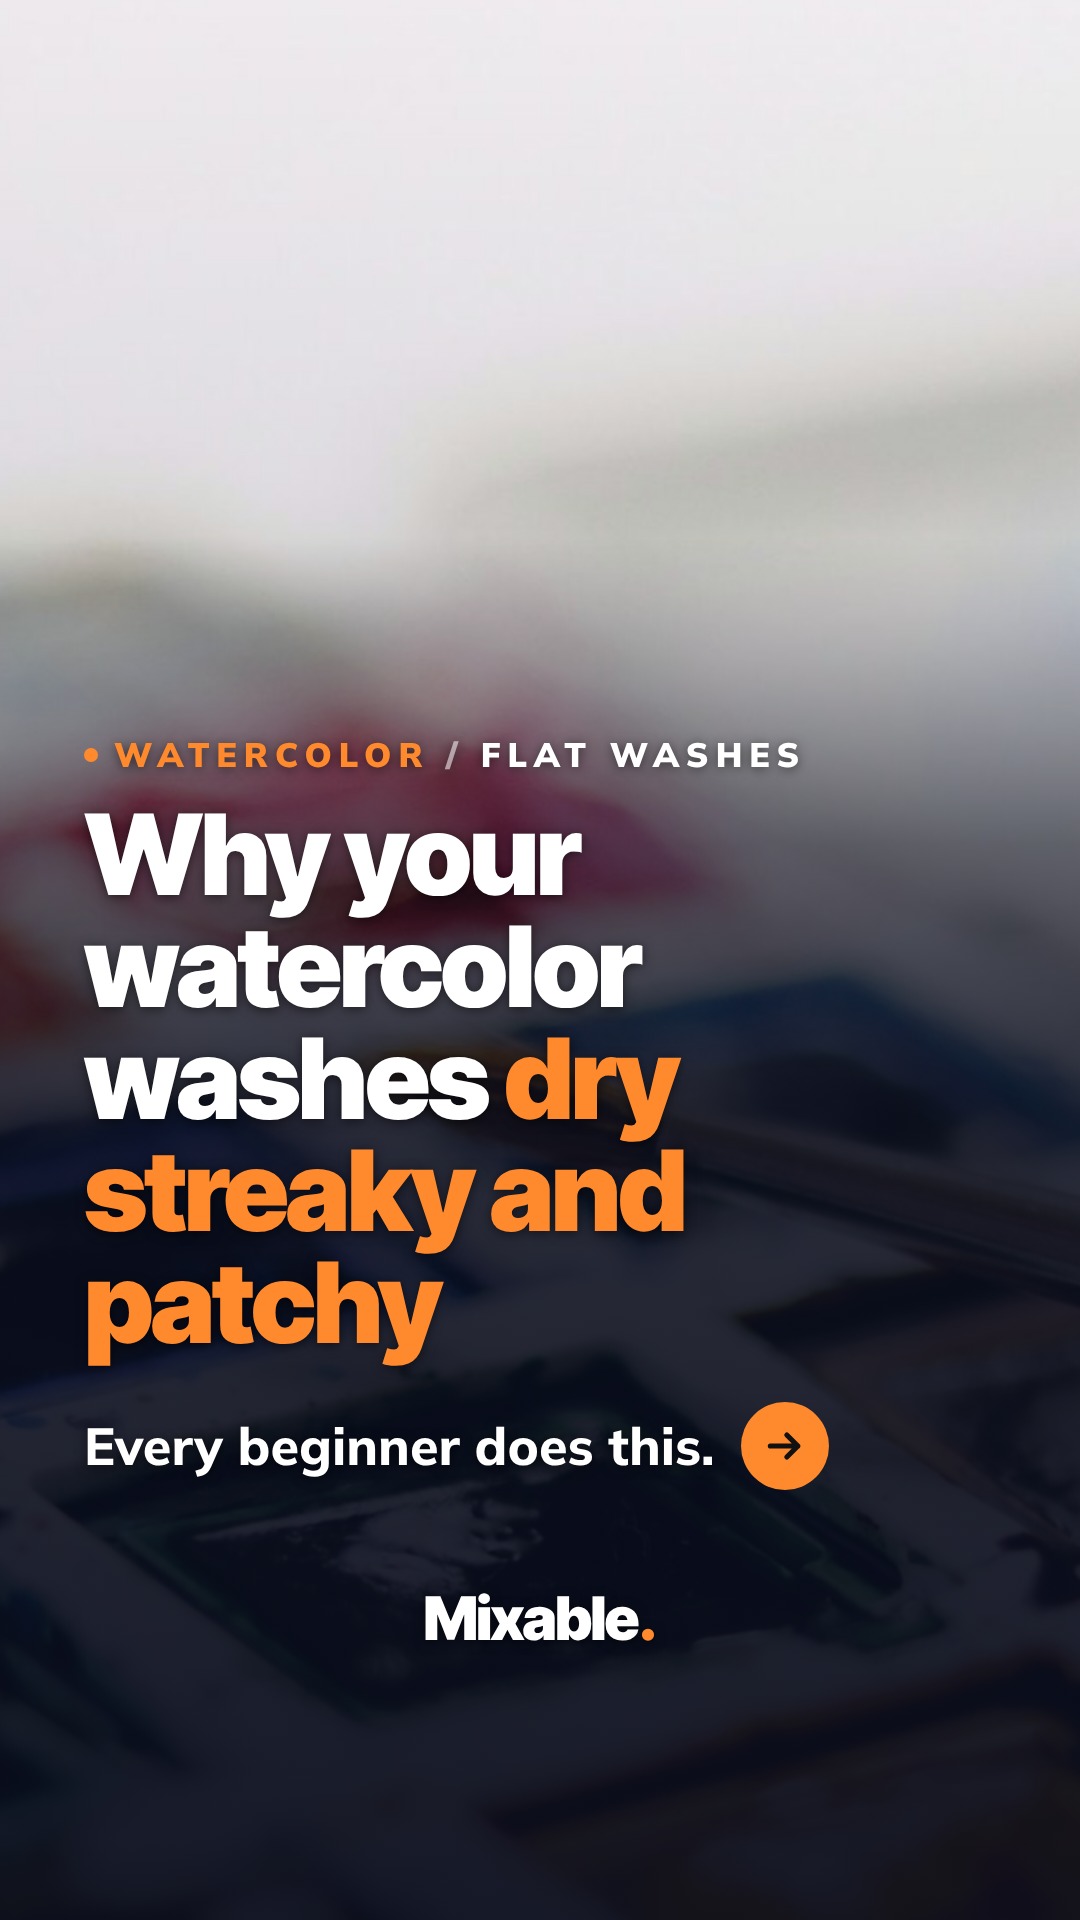 • WATERCOLOR / FLAT WASHES
Why your
watercolor
washes dry
streaky and
patchy
Every beginner does this. →
Mixable.